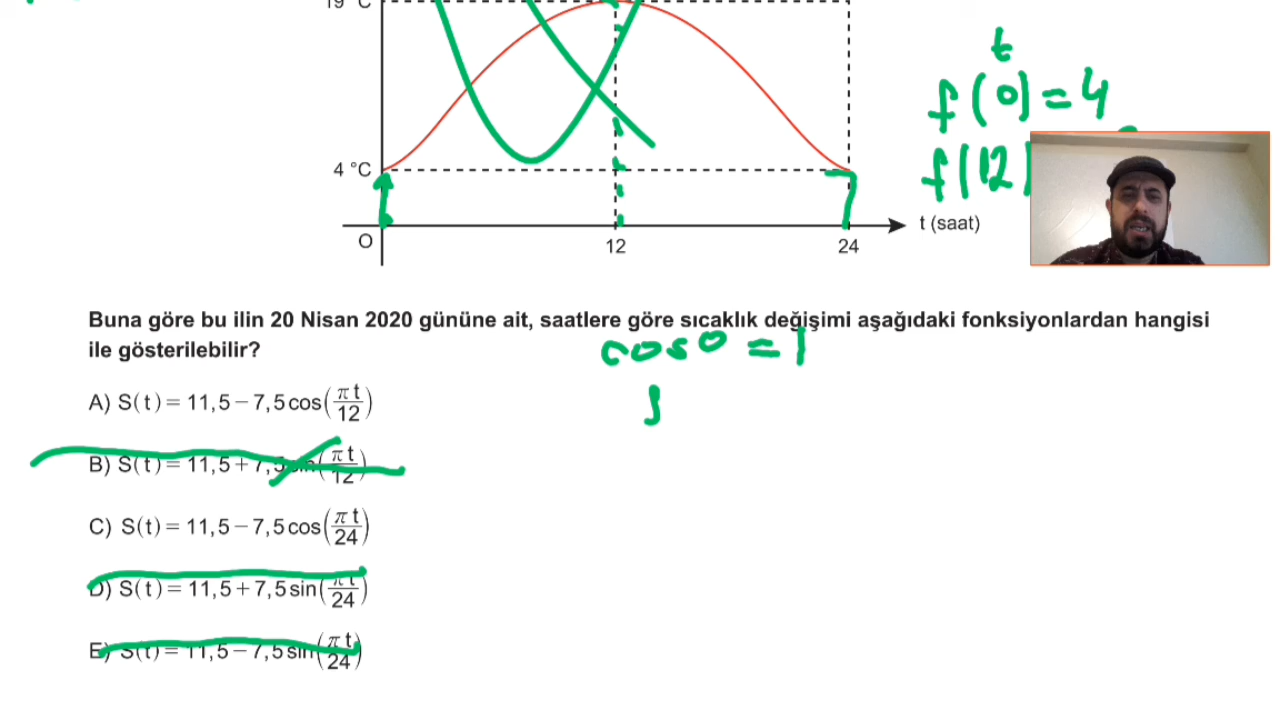 19 °C
t
f(0)=4
4 °C
f(12)
t (saat)
O
12
24
Buna göre bu ilin 20 Nisan 2020 gününe ait, saatlere göre sıcaklık değişimi aşağıdaki fonksiyonlardan hangisi
ile gösterilebilir?
cos0 = 1
A) S(t) = 11,5 – 7,5 cos(πt/12)
B) S(t) = 11,5 + 7,5 sin(πt/12)
C) S(t) = 11,5 – 7,5 cos(πt/24)
D) S(t) = 11,5 + 7,5 sin(πt/24)
E) S(t) = 11,5 – 7,5 sin(πt/24)